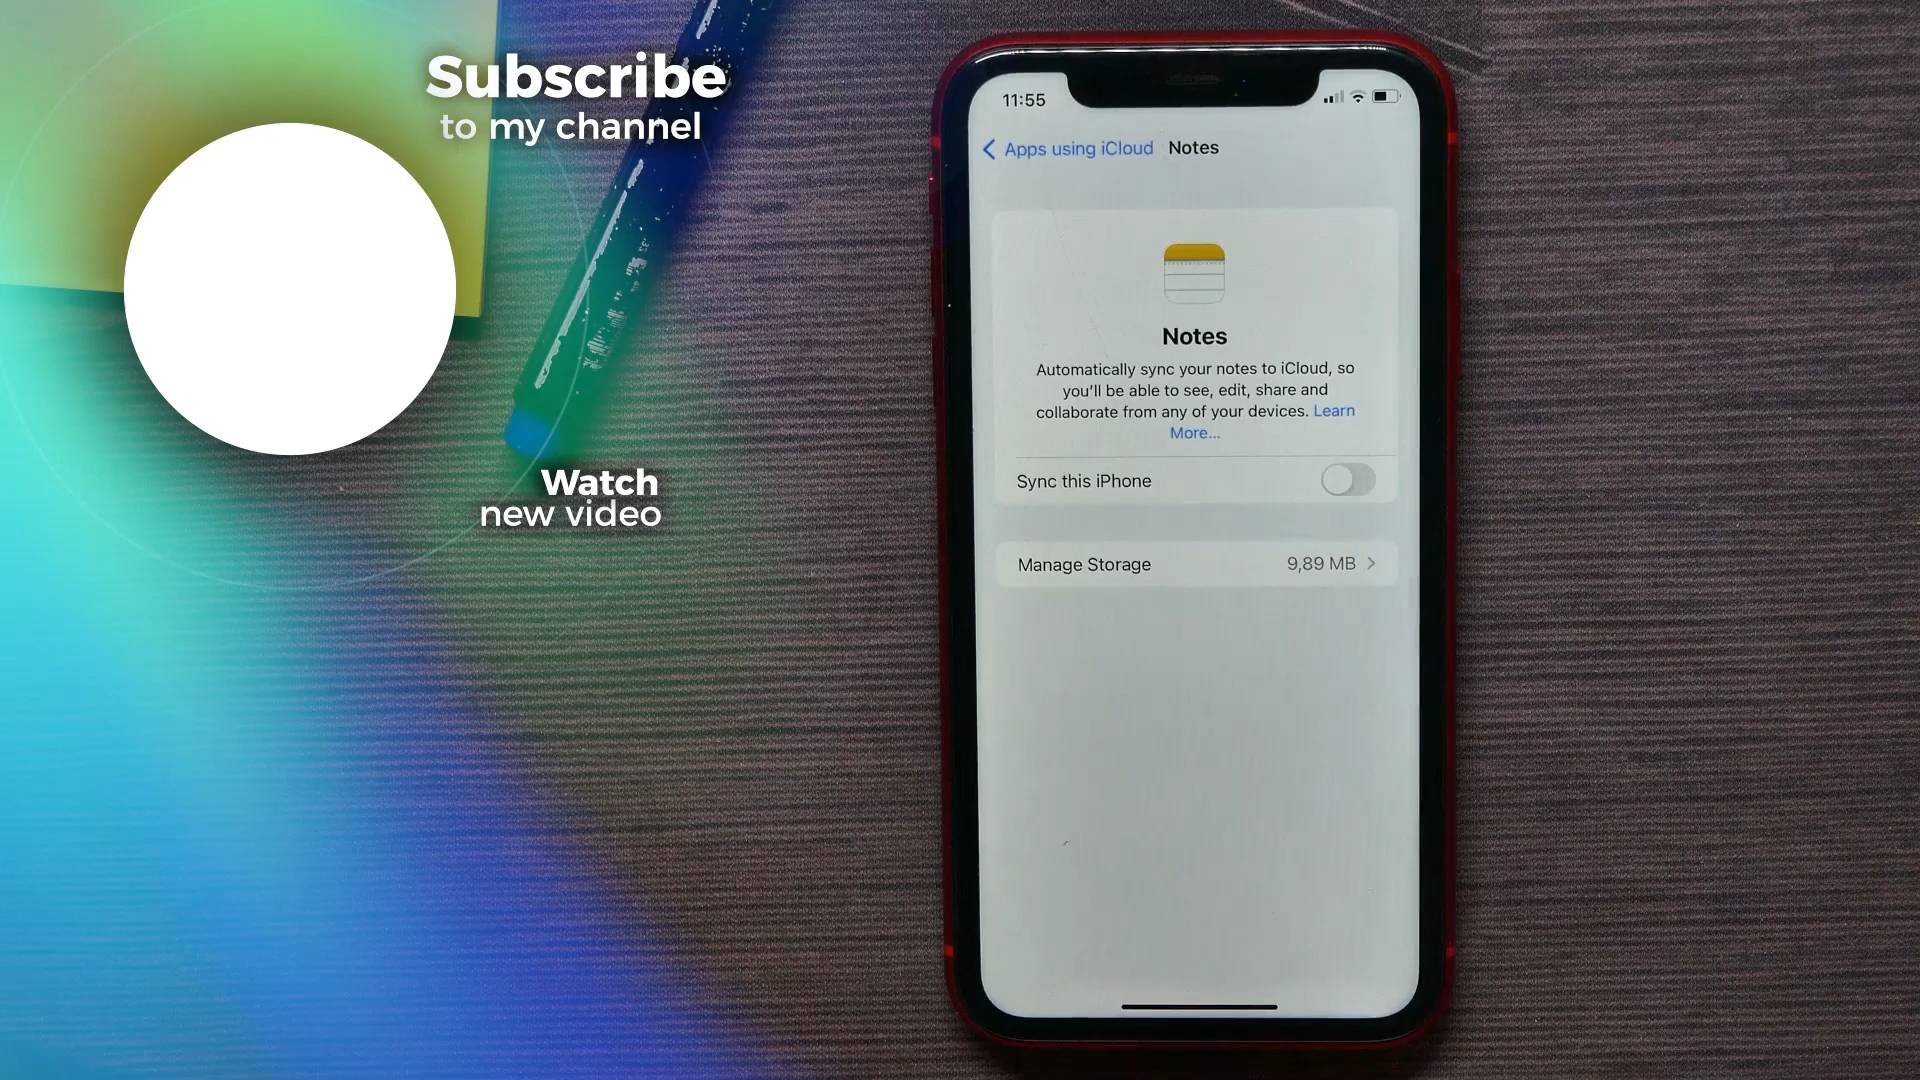 Subscribe
to my channel
Watch
new video
11:55
Apps using iCloud Notes
Notes
Automatically sync your notes to iCloud, so
you'll be able to see, edit, share and
collaborate from any of your devices. Learn
More...
Sync this iPhone
Manage Storage 9,89 MB